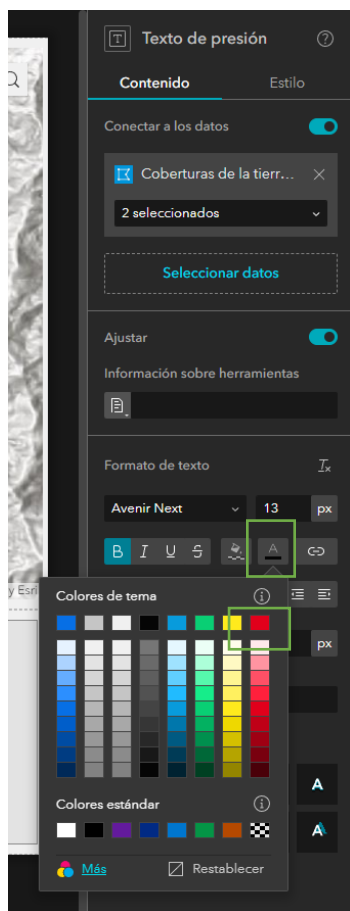 Texto de presión
Contenido Estilo
Conectar a los datos
Coberturas de la tierr...
2 seleccionados
Seleccionar datos
Ajustar
Información sobre herramientas
Formato de texto
Avenir Next 13 px
B I U S A
y Esri
Colores de tema
px
Colores estándar
A
A
Más Restablecer